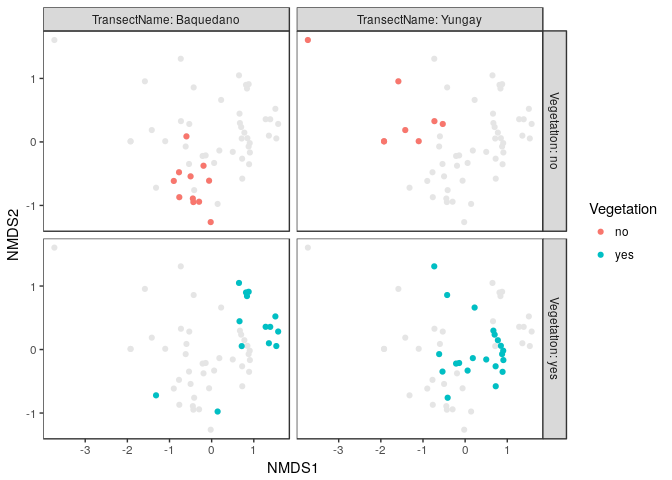 TransectName: Baquedano
TransectName: Yungay
1
0
-1
Vegetation: no
NMDS2
Vegetation
no
yes
1
0
-1
Vegetation: yes
-3
-2
-1
0
1
-3
-2
-1
0
1
NMDS1